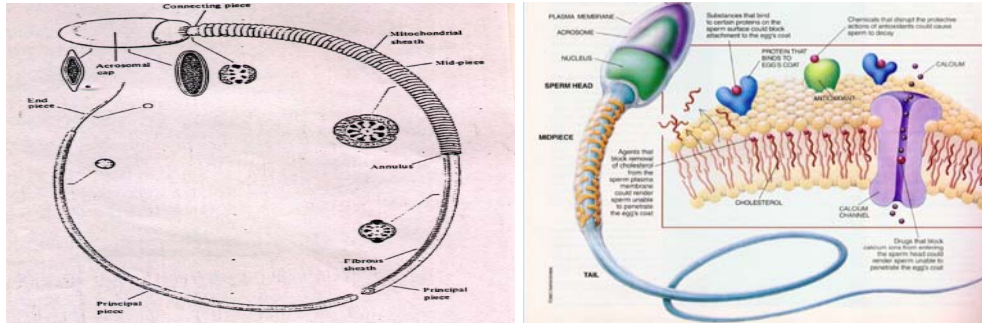 Connecting piece
Mitochondrial
sheath
Mid-piece
Acrosomal
cap
End
piece
Annulus
Fibrous
sheath
Principal
piece
Principal
piece
PLASMA MEMBRANE
ACROSOME
NUCLEUS
SPERM HEAD
MIDPIECE
TAIL
Substances that bind
to certain proteins on the
sperm surface could block
attachment to the egg's coat
PROTEIN THAT
BINDS TO
EGG'S COAT
Chemicals that disrupt the protective
actions of antioxidants could cause
sperm to decay
CALCIUM
ANTIOXIDANT
Agents that
block removal
of cholesterol
from the
sperm plasma
membrane
could render
sperm unable
to penetrate
the egg's coat
CHOLESTEROL
CALCIUM
CHANNEL
Drugs that block
calcium ions from entering
the sperm head could
render sperm unable to
penetrate the egg's coat